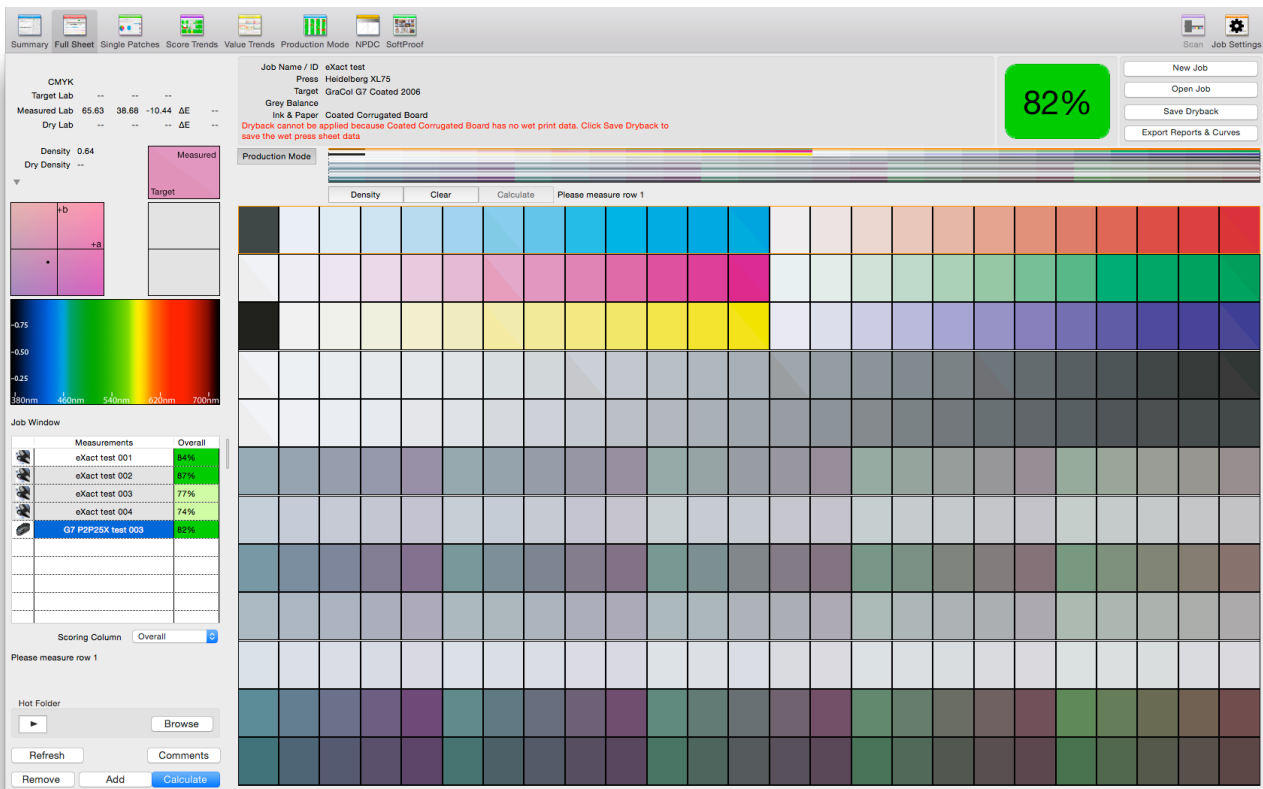 Summary Full Sheet Single Patches Score Trends Value Trends Production Mode NPDC SoftProof Scan Job Settings
CMYK
Target Lab -- -- --
Measured Lab 65.63 38.68 -10.44 ΔE --
Dry Lab -- -- -- ΔE --
Density 0.64
Dry Density --
Measured
Target
+b
+a
-0.75
-0.50
-0.25
380nm 460nm 540nm 620nm 700nm
Job Window
Measurements Overall
eXact test 001 84%
eXact test 002 87%
eXact test 003 77%
eXact test 004 74%
G7 P2P25X test 003 82%
Scoring Column Overall
Please measure row 1
Hot Folder
Browse
Refresh Comments
Remove Add Calculate
Job Name / ID eXact test
Press Heidelberg XL75
Target GraCol G7 Coated 2006
Grey Balance
Ink & Paper Coated Corrugated Board
Dryback cannot be applied because Coated Corrugated Board has no wet print data. Click Save Dryback to
save the wet press sheet data
82%
New Job
Open Job
Save Dryback
Export Reports & Curves
Production Mode
Density Clear Calculate Please measure row 1